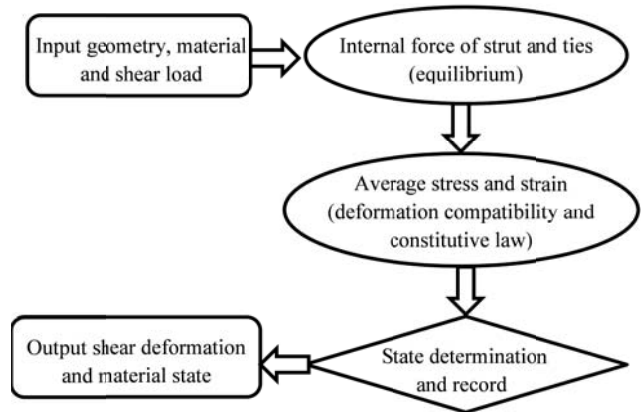 Input geometry, material
and shear load
Internal force of strut and ties
(equilibrium)
Average stress and strain
(deformation compatibility and
constitutive law)
State determination
and record
Output shear deformation
and material state